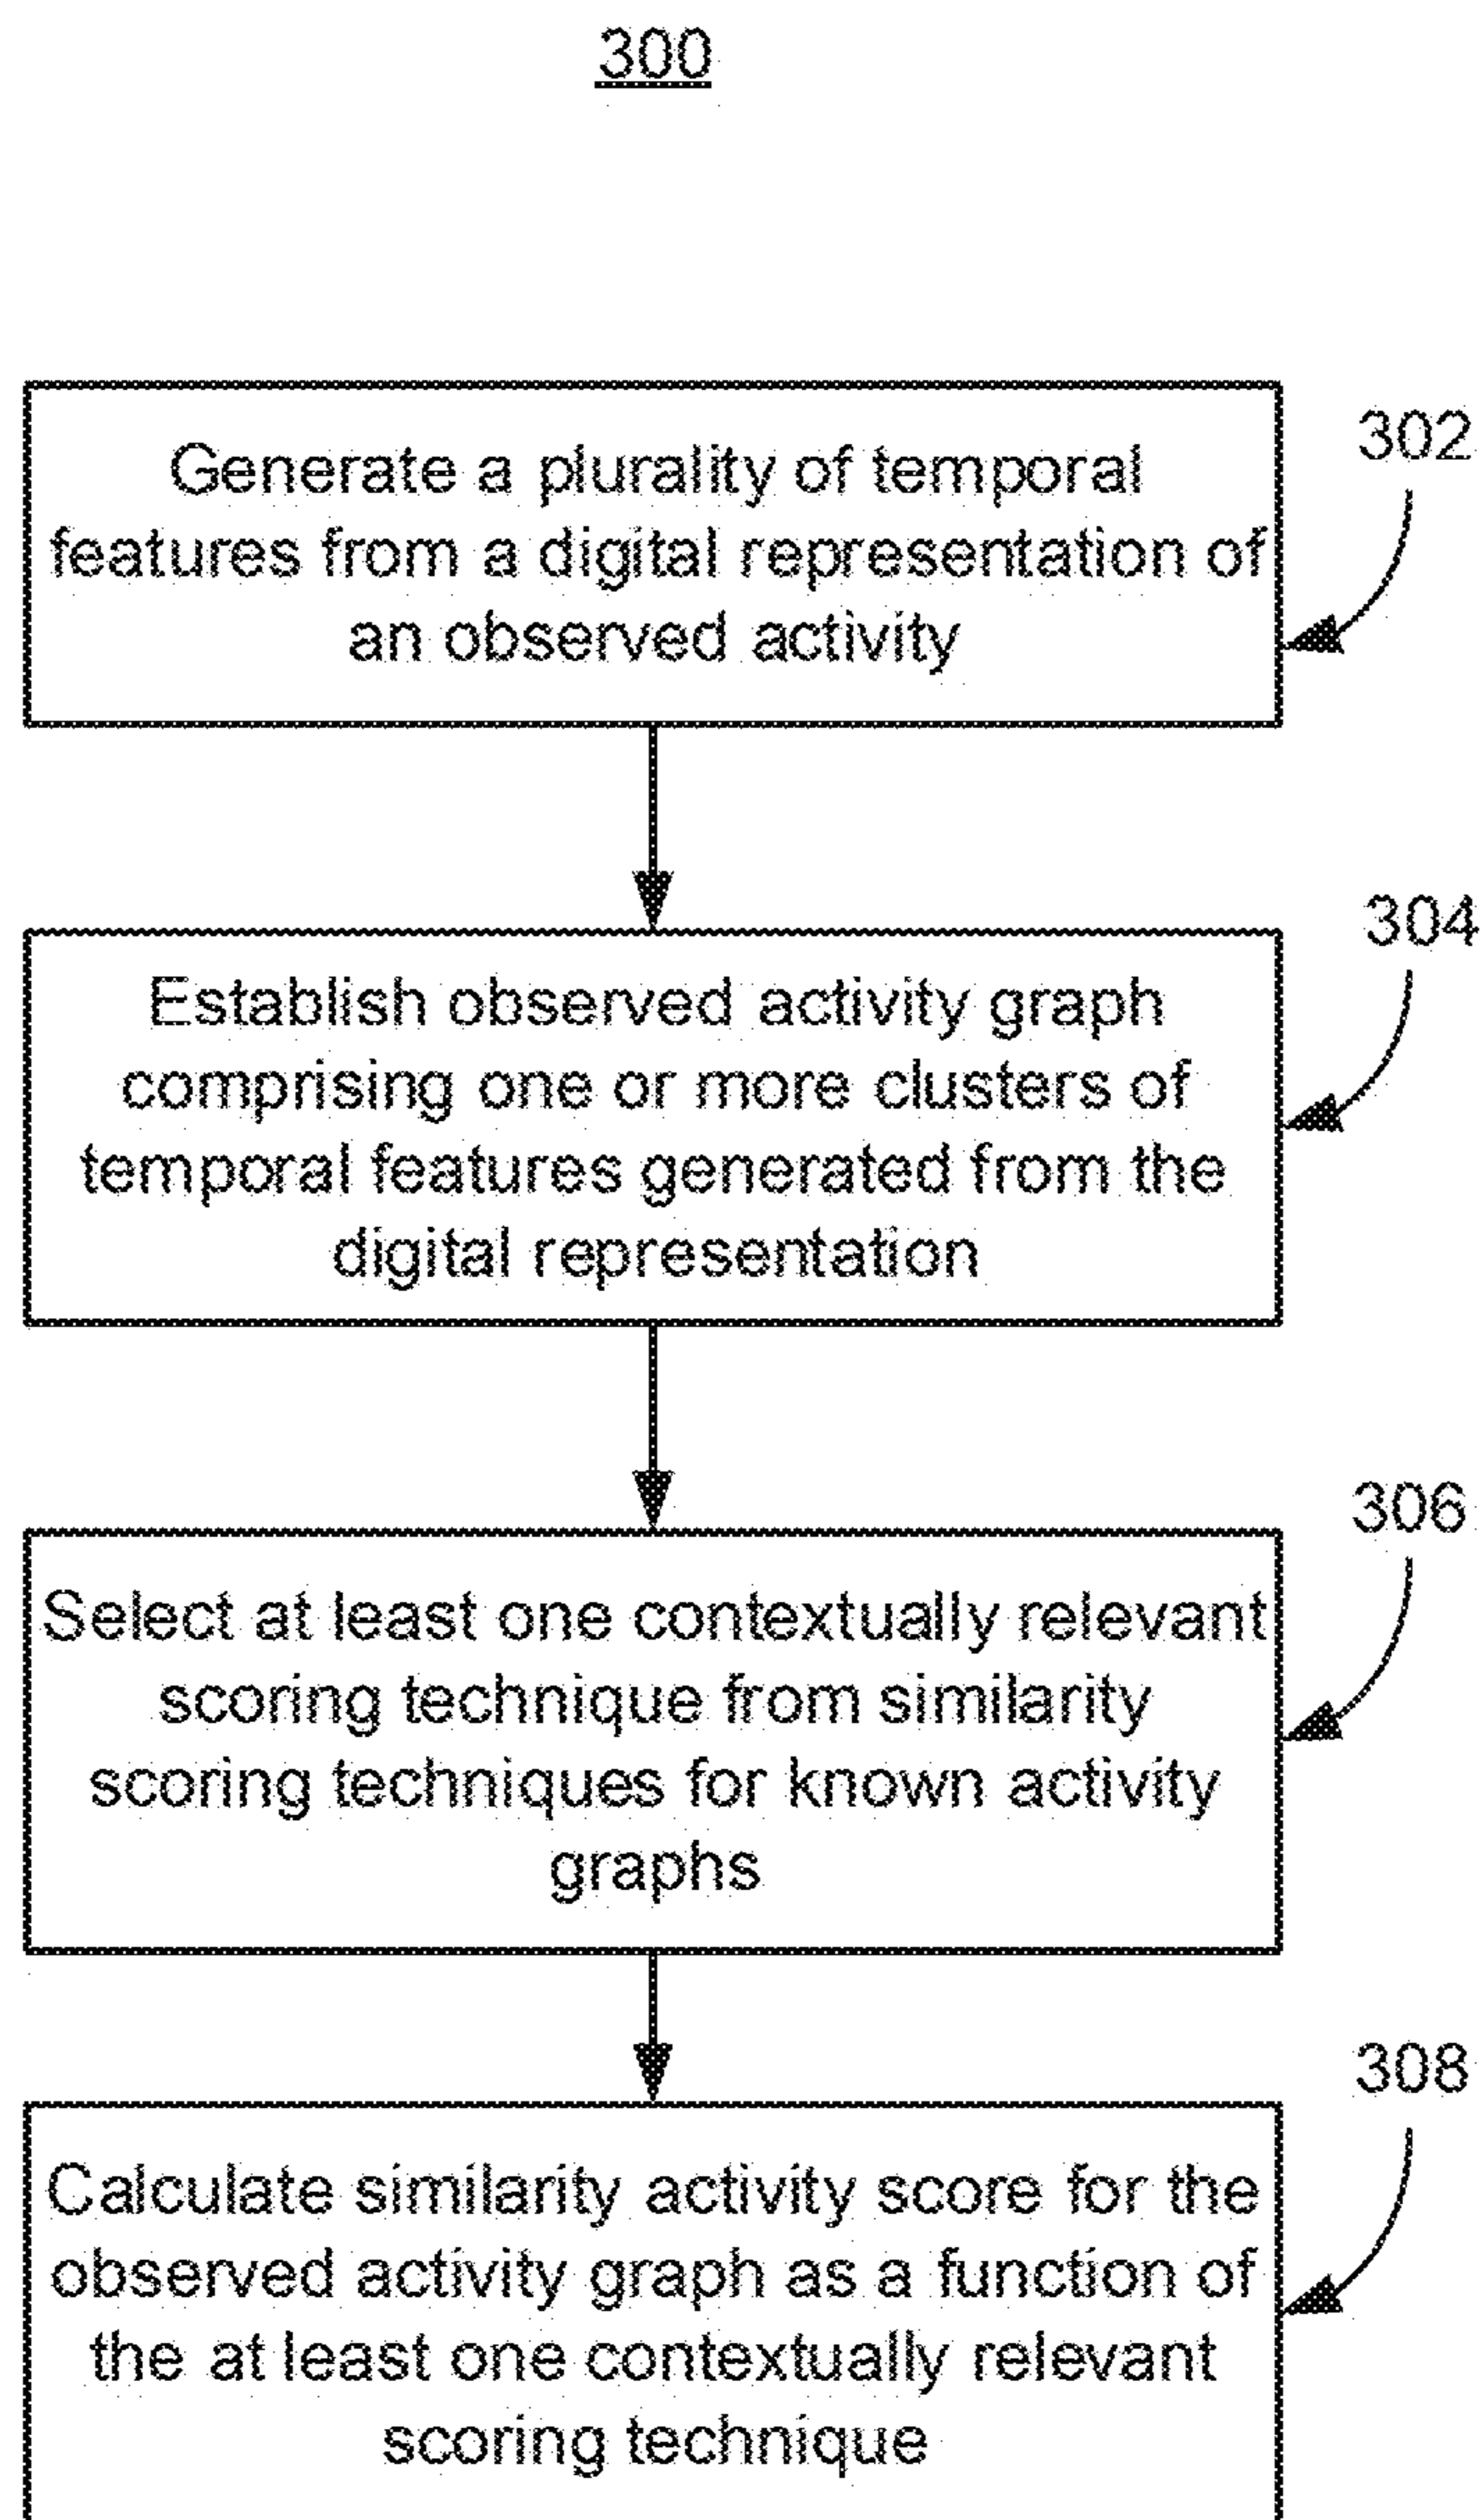 300
302
Generate a plurality of temporal
features from a digital representation of
an observed activity
304
Establish observed activity graph
comprising one or more clusters of
temporal features generated from the
digital representation
306
Select at least one contextually relevant
scoring technique from similarity
scoring techniques for known activity
graphs
308
Calculate similarity activity score for the
observed activity graph as a function of
the at least one contextually relevant
scoring technique